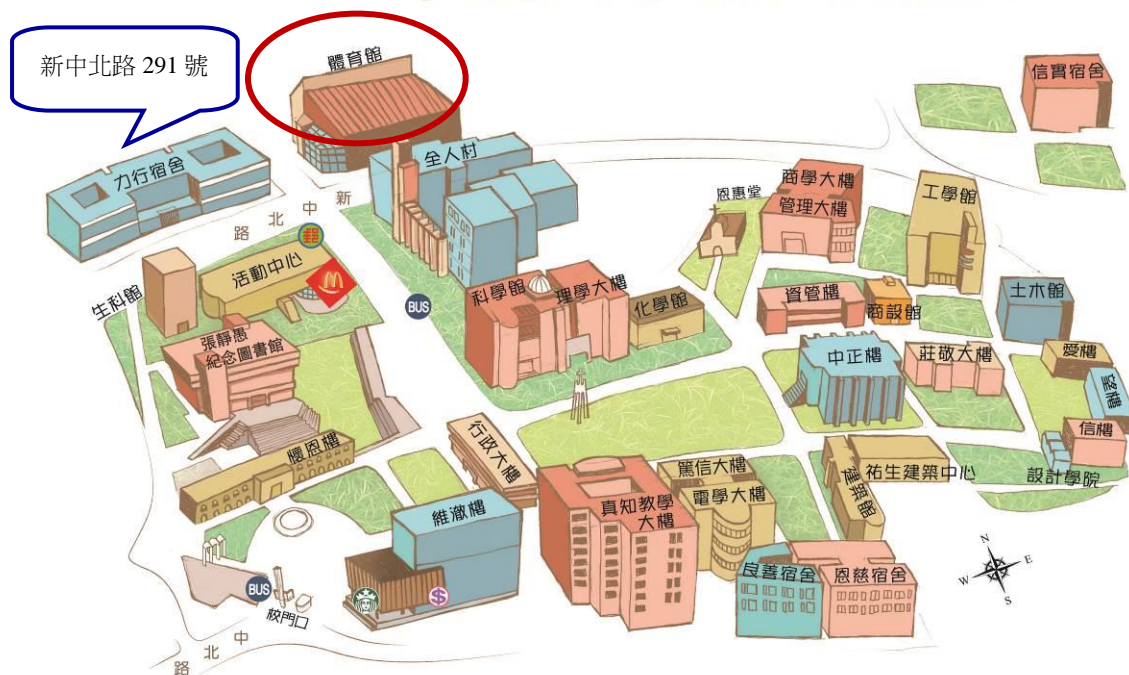 新中北路 291 號
體育館
信實宿舍
力行宿舍
全人村
新中北路
郵
活動中心
恩惠堂
商學大樓
管理大樓
工學館
生科館
BUS
科學館
理學大樓
化學館
資管樓
商設館
土木館
張靜愚
紀念圖書館
中正樓
莊敬大樓
愛樓
望樓
信樓
設計學院
懷恩樓
行政大樓
維澈樓
真知教學
大樓
篤信大樓
電學大樓
建築館
祐生建築中心
良善宿舍
恩慈宿舍
BUS
校門口
$
中北路
N
W
E
S